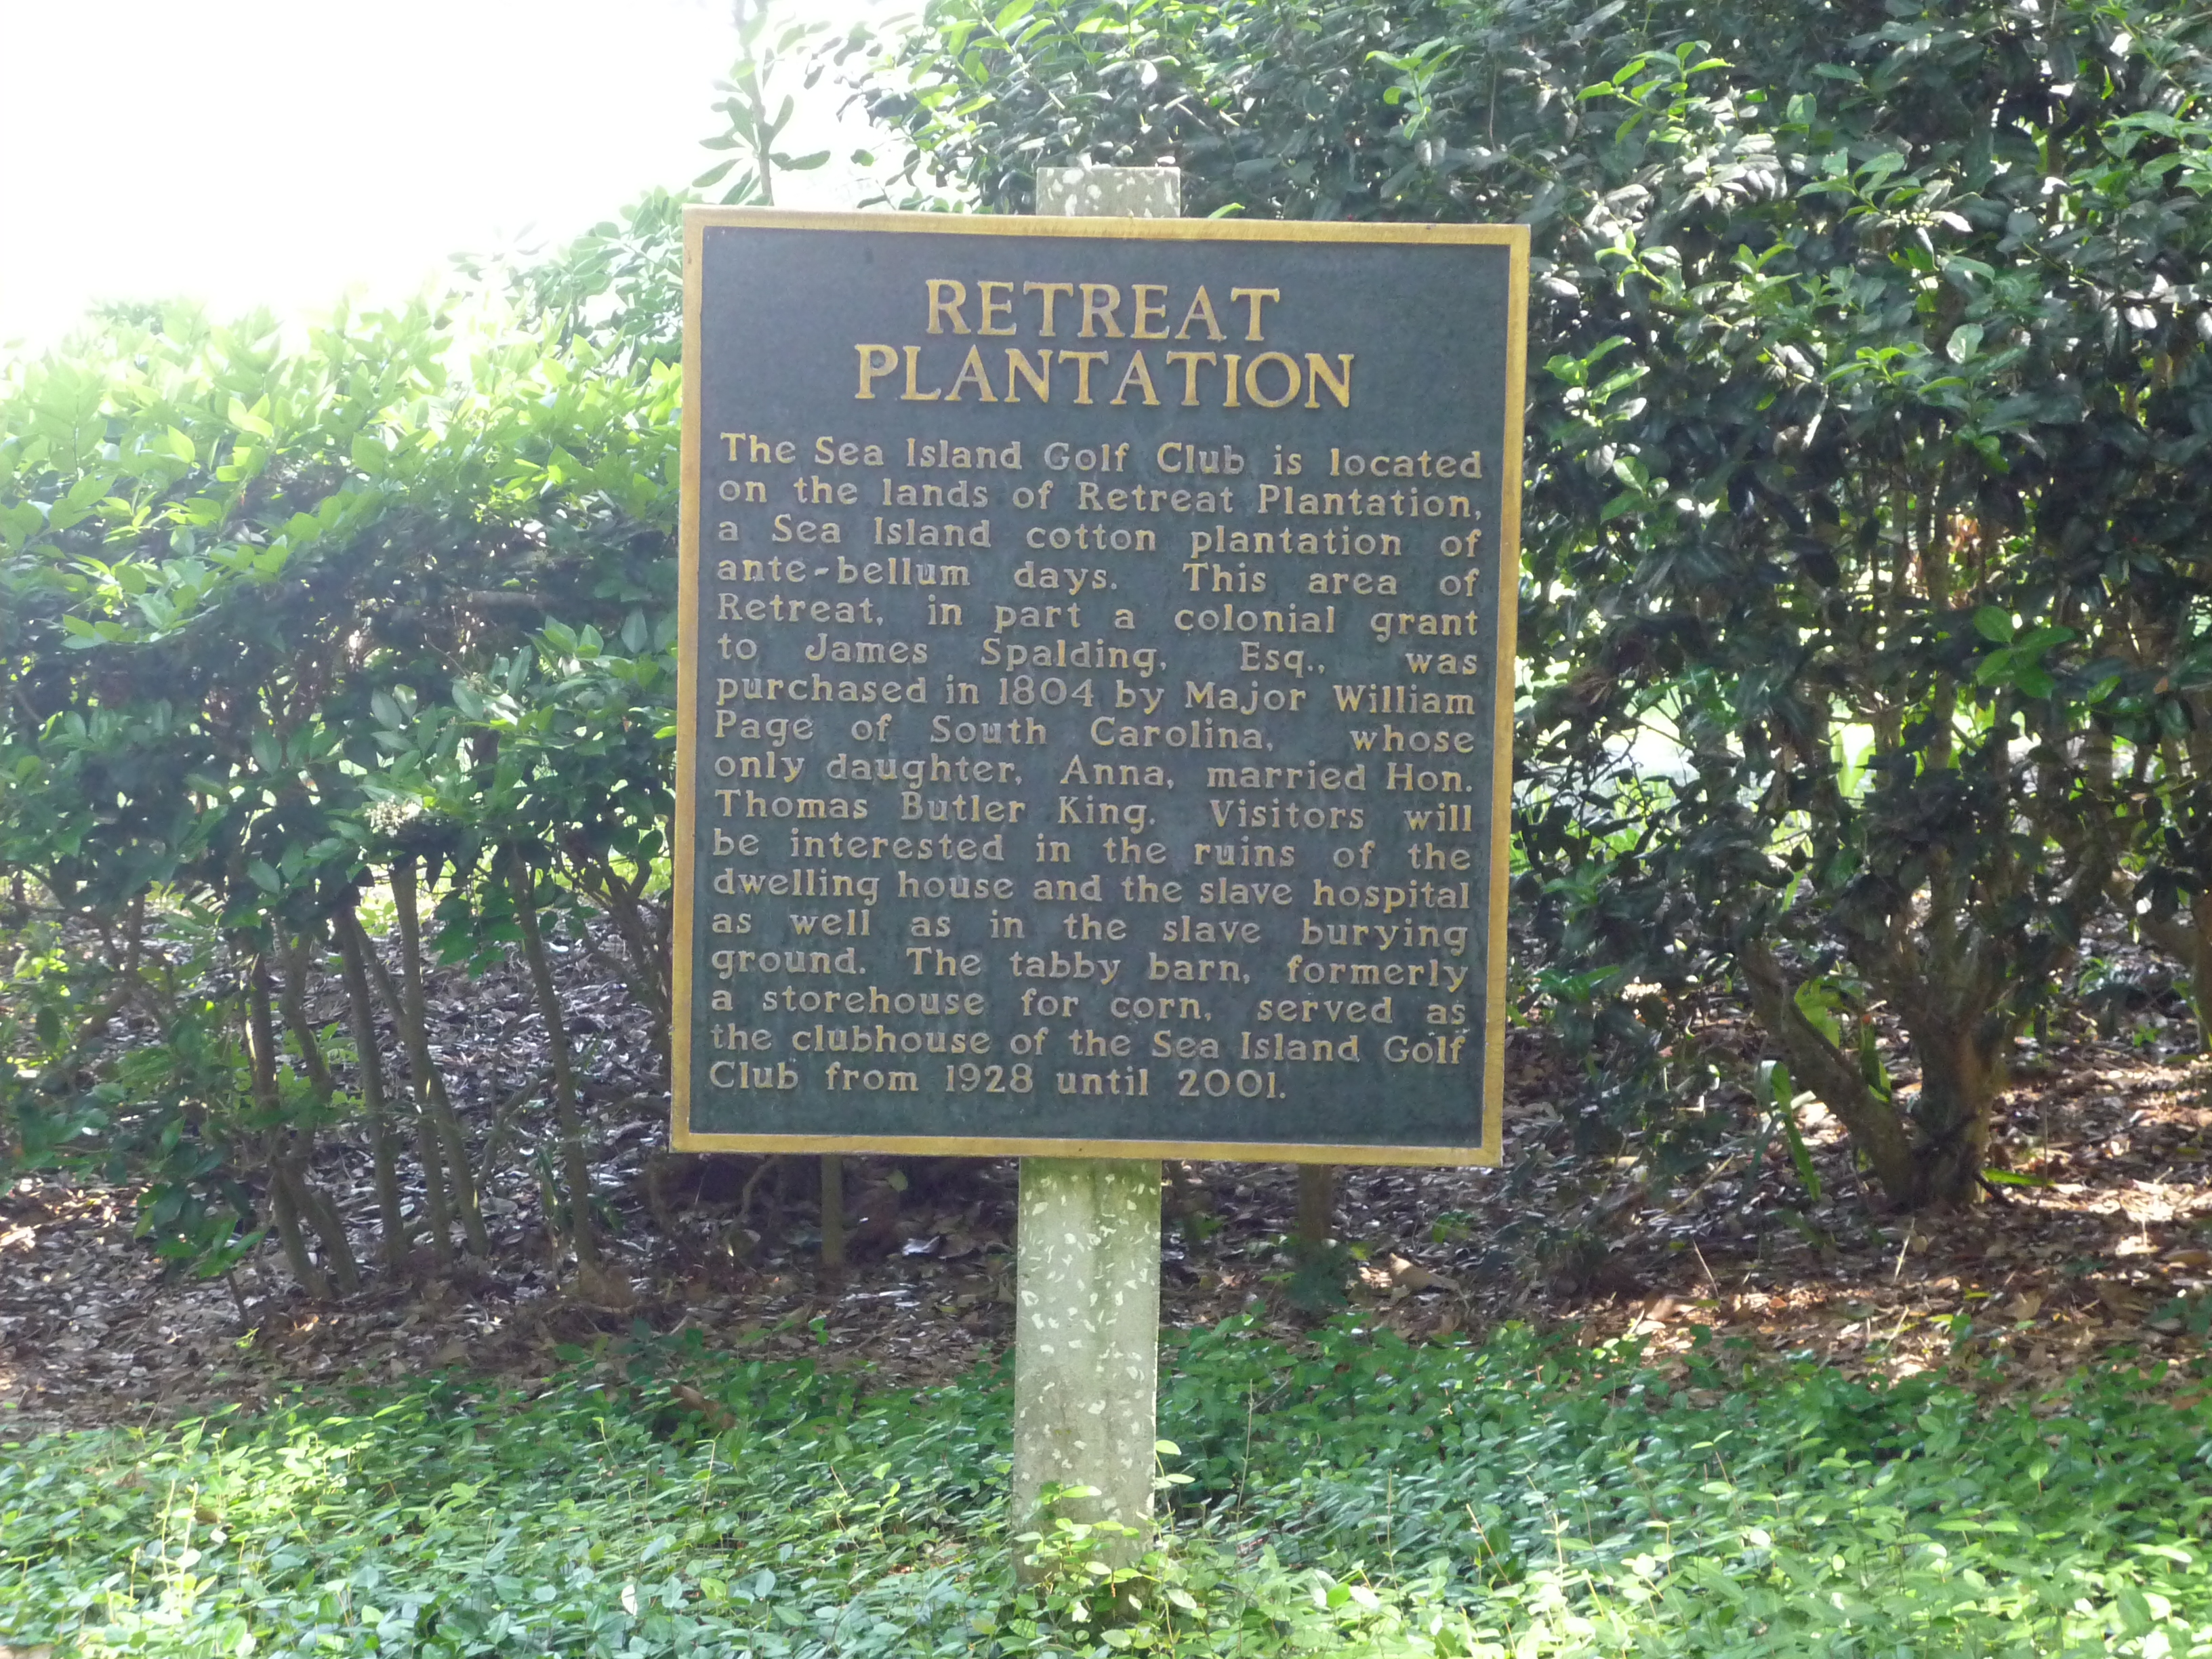 RETREAT
PLANTATION
The Sea Island Golf Club is located
on the lands of Retreat Plantation,
a Sea Island cotton plantation of
ante-bellum days. This area of
Retreat, in part a colonial grant
to James Spalding, Esq., was
purchased in 1804 by Major William
Page of South Carolina, whose
only daughter, Anna, married Hon.
Thomas Butler King. Visitors will
be interested in the ruins of the
dwelling house and the slave hospital
as well as in the slave burying
ground. The tabby barn, formerly
a storehouse for corn, served as
the clubhouse of the Sea Island Golf
Club from 1928 until 2001.